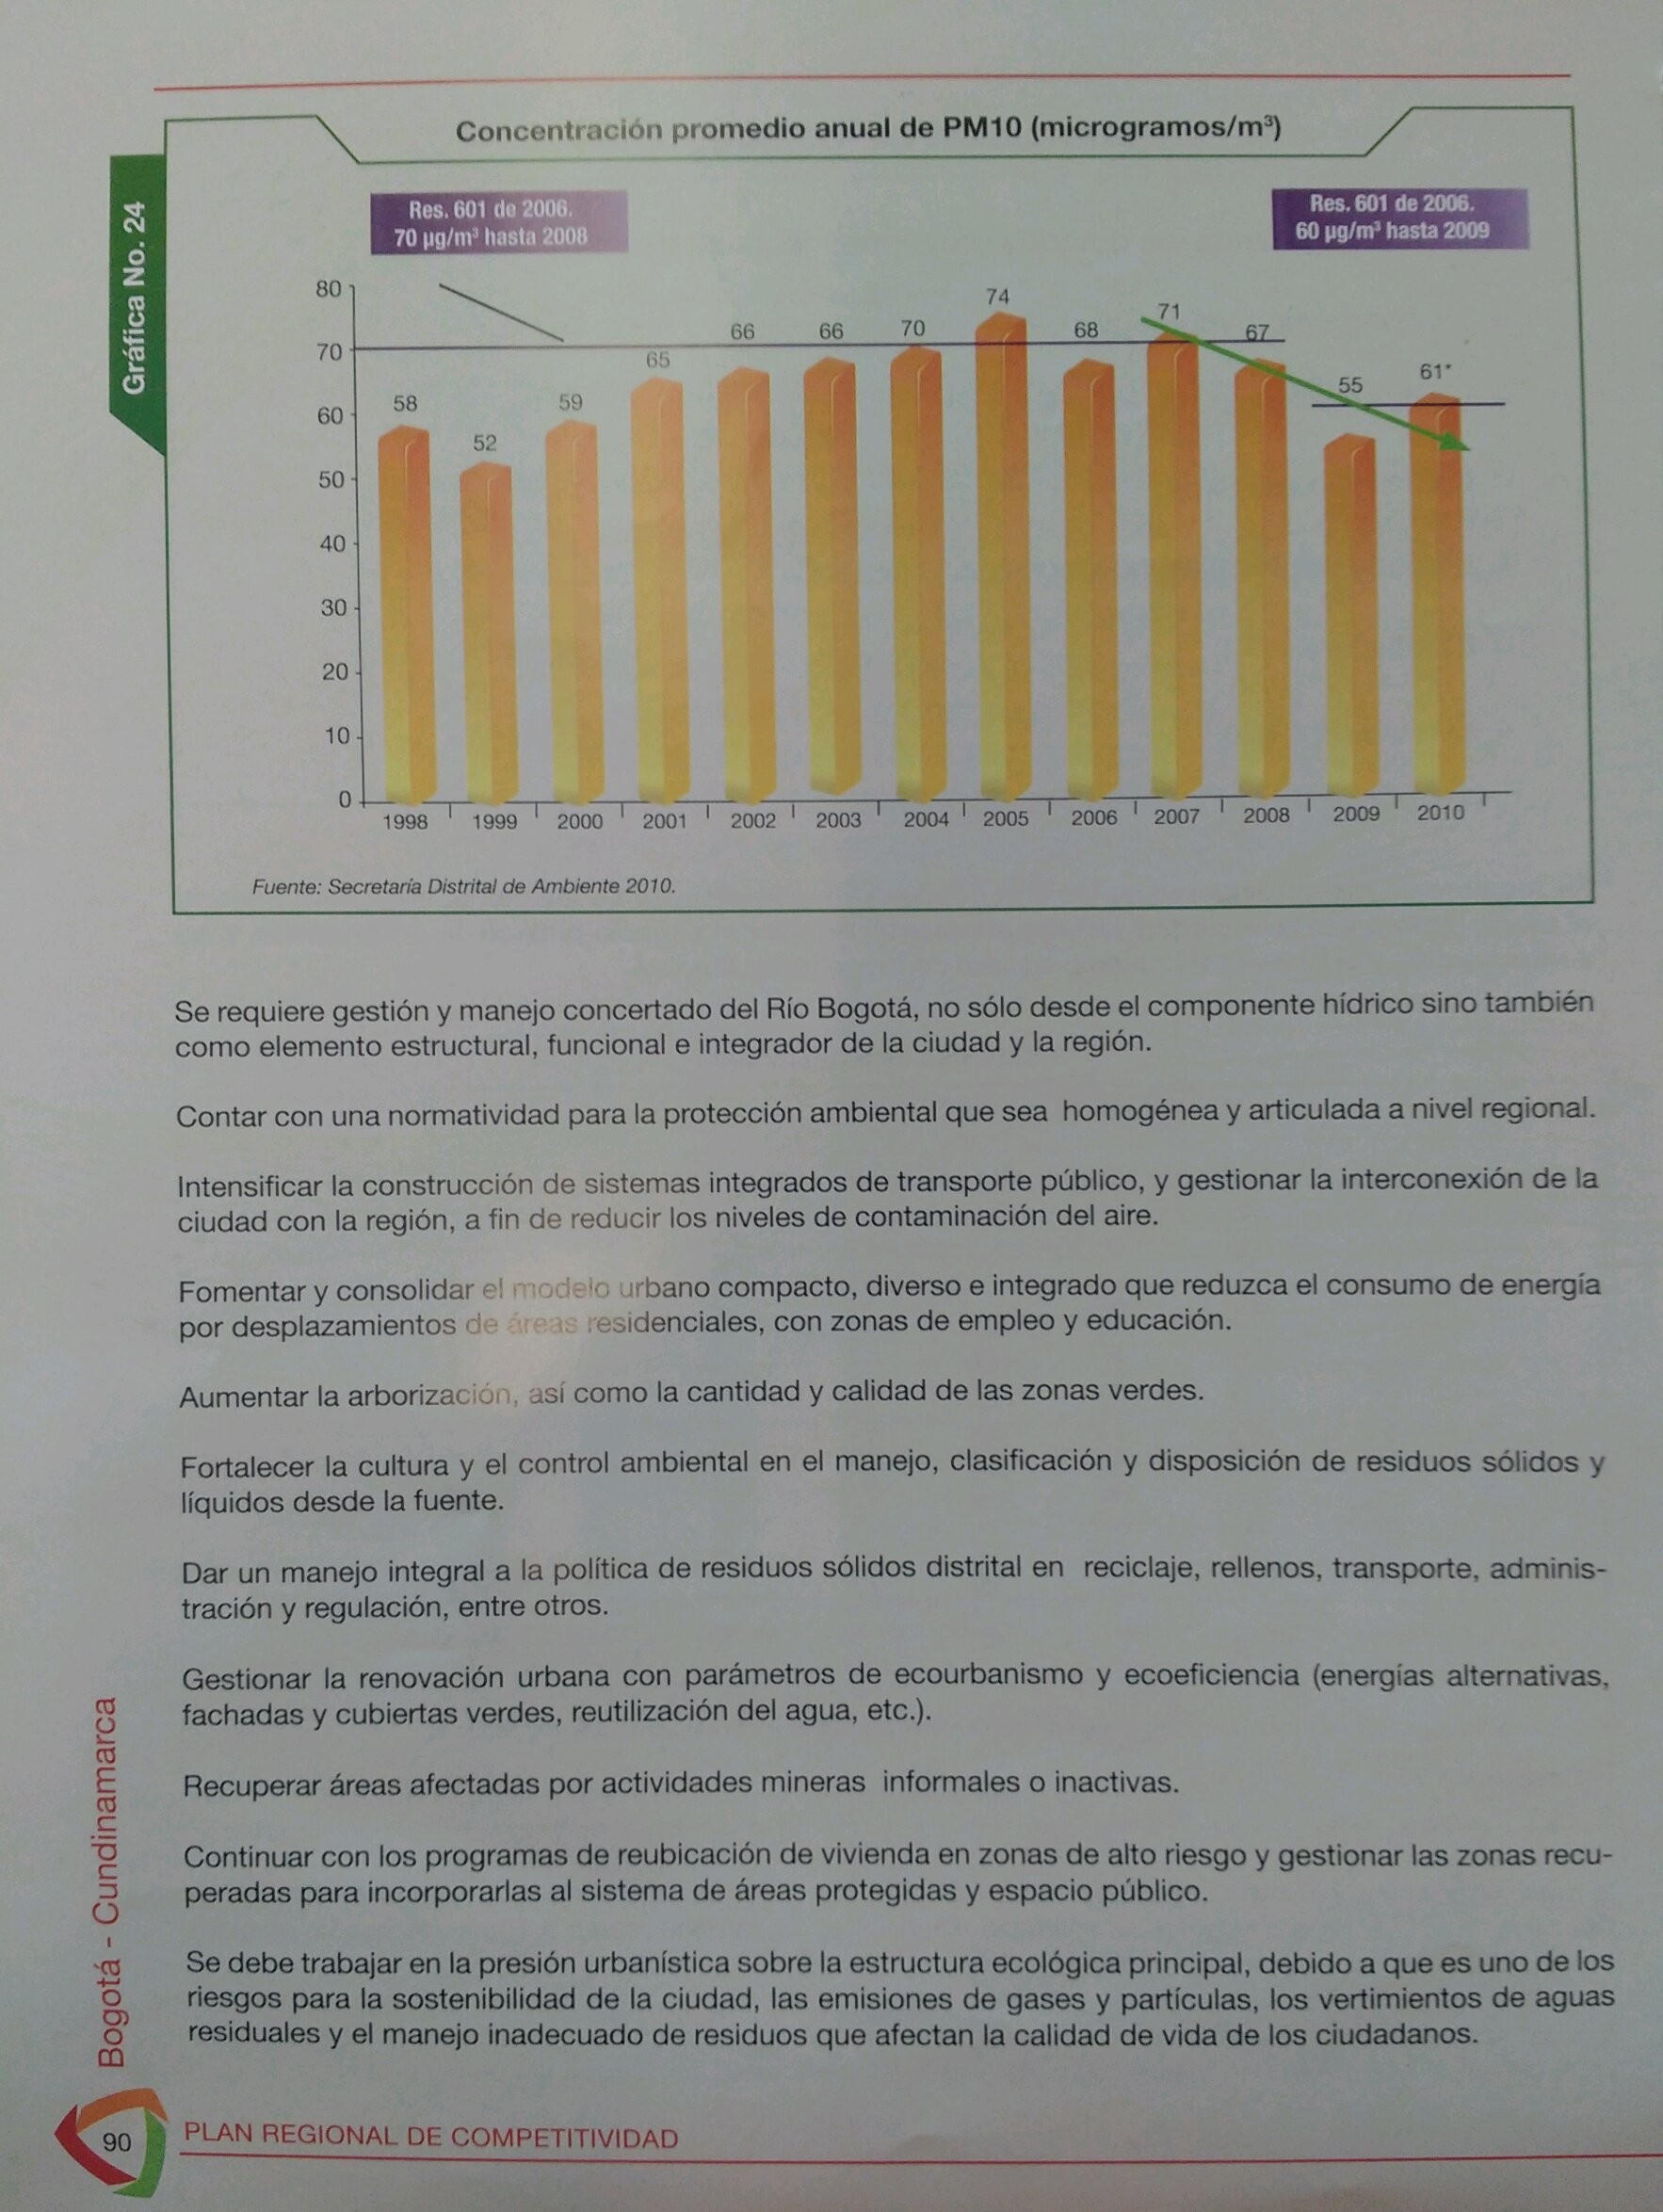 Concentración promedio anual de PM10 (microgramos/m³)
Gráfica No. 24
Res. 601 de 2006.
70 µg/m³ hasta 2008
Res. 601 de 2006.
60 µg/m³ hasta 2009
80
70
60
50
40
30
20
10
0
58
52
59
65
66
66
70
74
68
71
67
55
61*
1998 1999 2000 2001 2002 2003 2004 2005 2006 2007 2008 2009 2010
Fuente: Secretaría Distrital de Ambiente 2010.
Se requiere gestión y manejo concertado del Río Bogotá, no sólo desde el componente hídrico sino también
como elemento estructural, funcional e integrador de la ciudad y la región.
Contar con una normatividad para la protección ambiental que sea homogénea y articulada a nivel regional.
Intensificar la construcción de sistemas integrados de transporte público, y gestionar la interconexión de la
ciudad con la región, a fin de reducir los niveles de contaminación del aire.
Fomentar y consolidar el modelo urbano compacto, diverso e integrado que reduzca el consumo de energía
por desplazamientos de áreas residenciales, con zonas de empleo y educación.
Aumentar la arborización, así como la cantidad y calidad de las zonas verdes.
Fortalecer la cultura y el control ambiental en el manejo, clasificación y disposición de residuos sólidos y
líquidos desde la fuente.
Dar un manejo integral a la política de residuos sólidos distrital en reciclaje, rellenos, transporte, adminis-
tración y regulación, entre otros.
Gestionar la renovación urbana con parámetros de ecourbanismo y ecoeficiencia (energías alternativas,
fachadas y cubiertas verdes, reutilización del agua, etc.).
Recuperar áreas afectadas por actividades mineras informales o inactivas.
Continuar con los programas de reubicación de vivienda en zonas de alto riesgo y gestionar las zonas recu-
peradas para incorporarlas al sistema de áreas protegidas y espacio público.
Se debe trabajar en la presión urbanística sobre la estructura ecológica principal, debido a que es uno de los
riesgos para la sostenibilidad de la ciudad, las emisiones de gases y partículas, los vertimientos de aguas
residuales y el manejo inadecuado de residuos que afectan la calidad de vida de los ciudadanos.
Bogotá - Cundinamarca
90
PLAN REGIONAL DE COMPETITIVIDAD